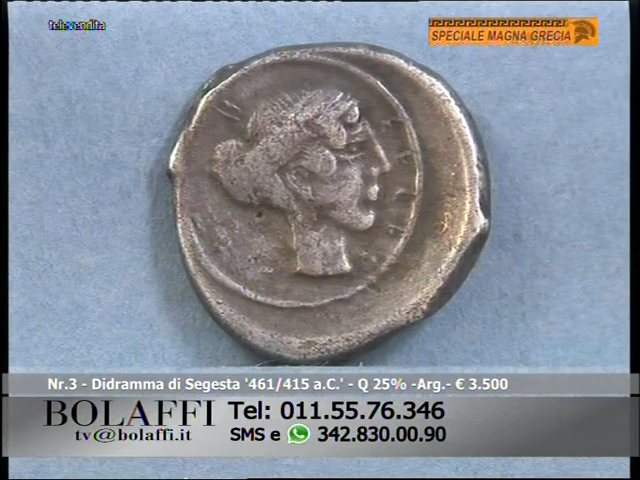 televendita
SPECIALE MAGNA GRECIA
Nr.3 - Didramma di Segesta '461/415 a.C.' - Q 25% -Arg.- € 3.500
BOLAFFI
tv@bolaffi.it
Tel: 011.55.76.346
SMS e 342.830.00.90